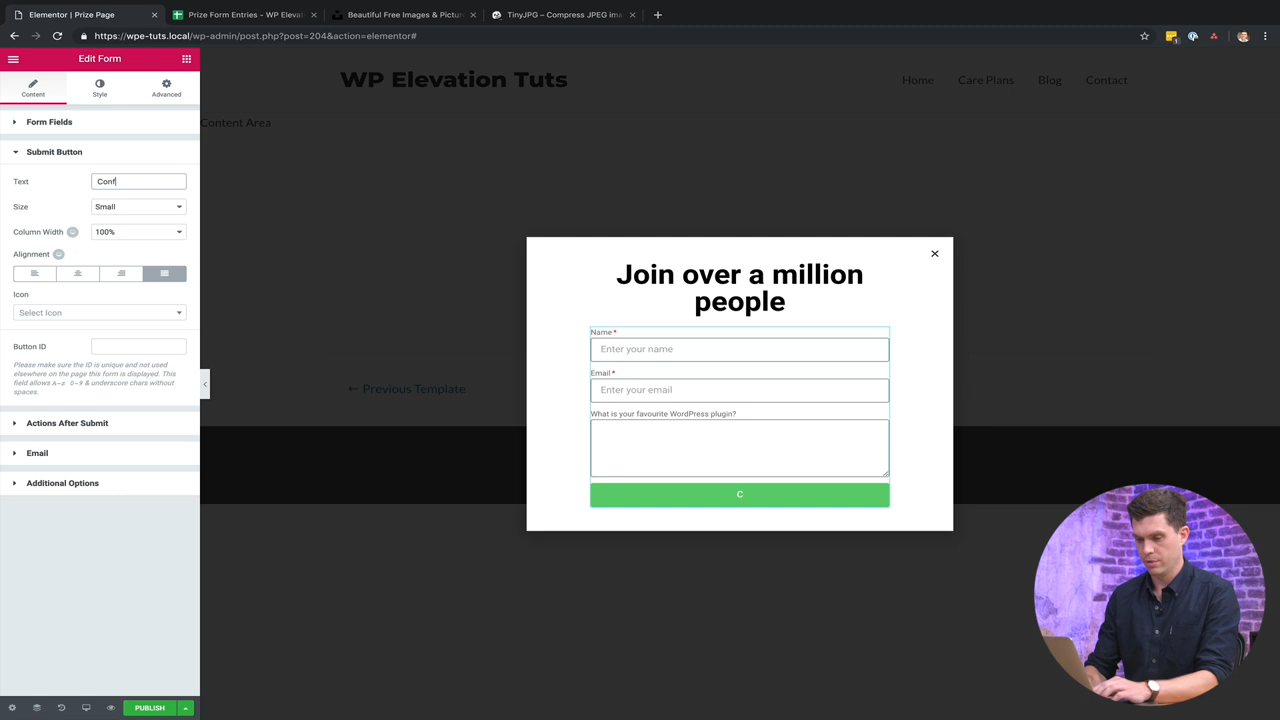 Elementor | Prize Page
Prize Form Entries - WP Elevat
Beautiful Free Images & Pictur
TinyJPG – Compress JPEG ima
https://wpe-tuts.local/wp-admin/post.php?post=204&action=elementor#
Edit Form
Content
Style
Advanced
Form Fields
Submit Button
Text
Conf
Size
Small
Column Width
100%
Alignment
Icon
Select Icon
Button ID
Please make sure the ID is unique and not used
elsewhere on the page this form is displayed. This
field allows A-z 0-9 & underscore chars without
spaces.
Actions After Submit
Email
Additional Options
PUBLISH
WP Elevation Tuts
Home
Care Plans
Blog
Contact
Content Area
← Previous Template
Join over a million
people
Name*
Enter your name
Email*
Enter your email
What is your favourite WordPress plugin?
C